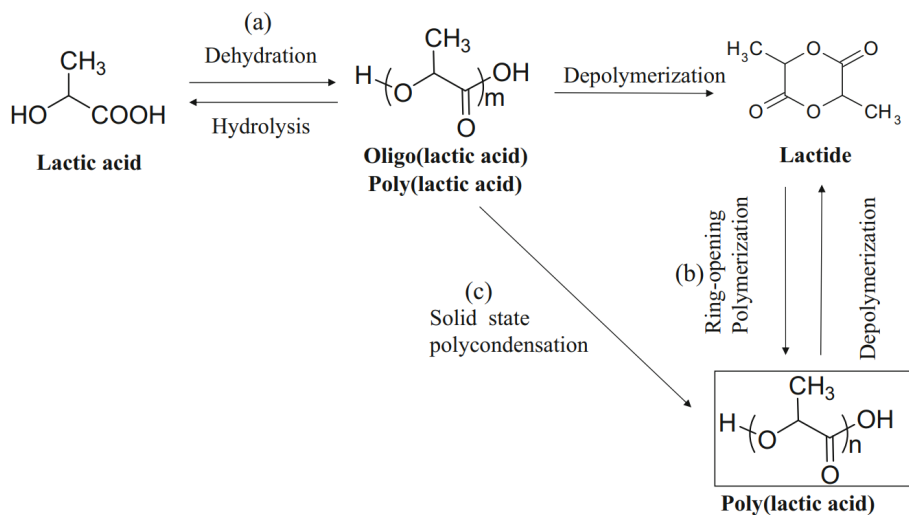 (a)
Dehydration
Hydrolysis
CH3
HO
COOH
Lactic acid
CH3
H
O
OH
m
O
Oligo(lactic acid)
Poly(lactic acid)
Depolymerization
H3C
O
O
O
O
CH3
Lactide
(b)
Ring-opening
Polymerization
Depolymerization
(c)
Solid state
polycondensation
CH3
H
O
OH
n
O
Poly(lactic acid)